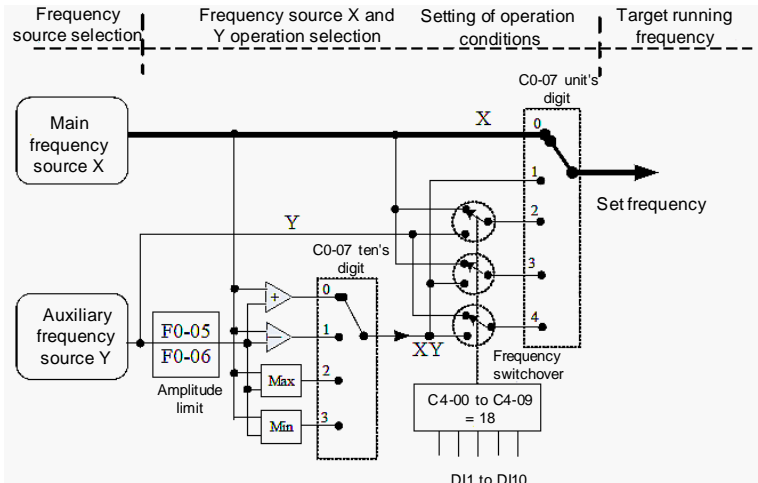 Frequency
source selection
Frequency source X and
Y operation selection
Setting of operation
conditions
Target running
frequency
C0-07 unit's
digit
Main
frequency
source X
X
0
1
2
3
4
Set frequency
Y
C0-07 ten's
digit
0
1
2
3
Auxiliary
frequency
source Y
F0-05
F0-06
Amplitude
limit
+
−
Max
Min
XY
Frequency
switchover
C4-00 to C4-09
= 18
DI1 to DI10